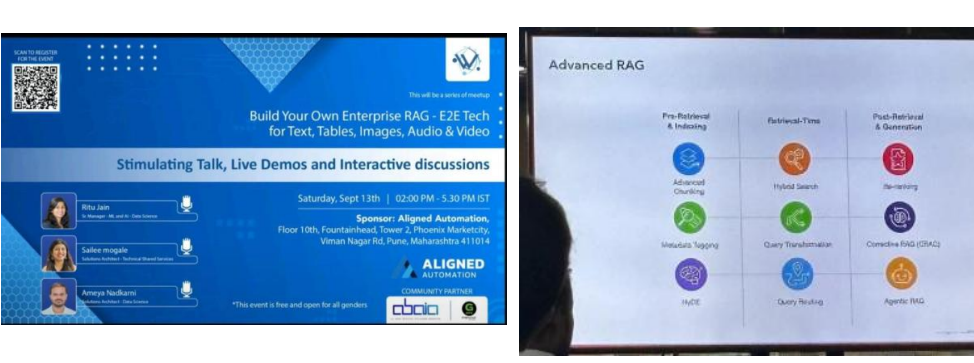 SCAN TO REGISTER
FOR THE EVENT
This will be a series of meetup
Build Your Own Enterprise RAG - E2E Tech
for Text, Tables, Images, Audio & Video
Stimulating Talk, Live Demos and Interactive discussions
Ritu Jain
Sr. Manager - ML and AI - Data Science
Sailee mogale
Solutions Architect - Technical Shared Services
Ameya Nadkarni
Solutions Architect - Data Science
Saturday, Sept 13th | 02:00 PM - 5.30 PM IST
Sponsor: Aligned Automation,
Floor 10th, Fountainhead, Tower 2, Phoenix Marketcity,
Viman Nagar Rd, Pune, Maharashtra 411014
ALIGNED
AUTOMATION
COMMUNITY PARTNER
*This event is free and open for all genders
Advanced RAG
Pre-Retrieval
& Indexing
Retrieval-Time
Post-Retrieval
& Generation
Advanced
Chunking
Hybrid Search
Re-ranking
Metadata Tagging
Query Transformation
Corrective RAG (CRAG)
HyDE
Query Routing
Agentic RAG